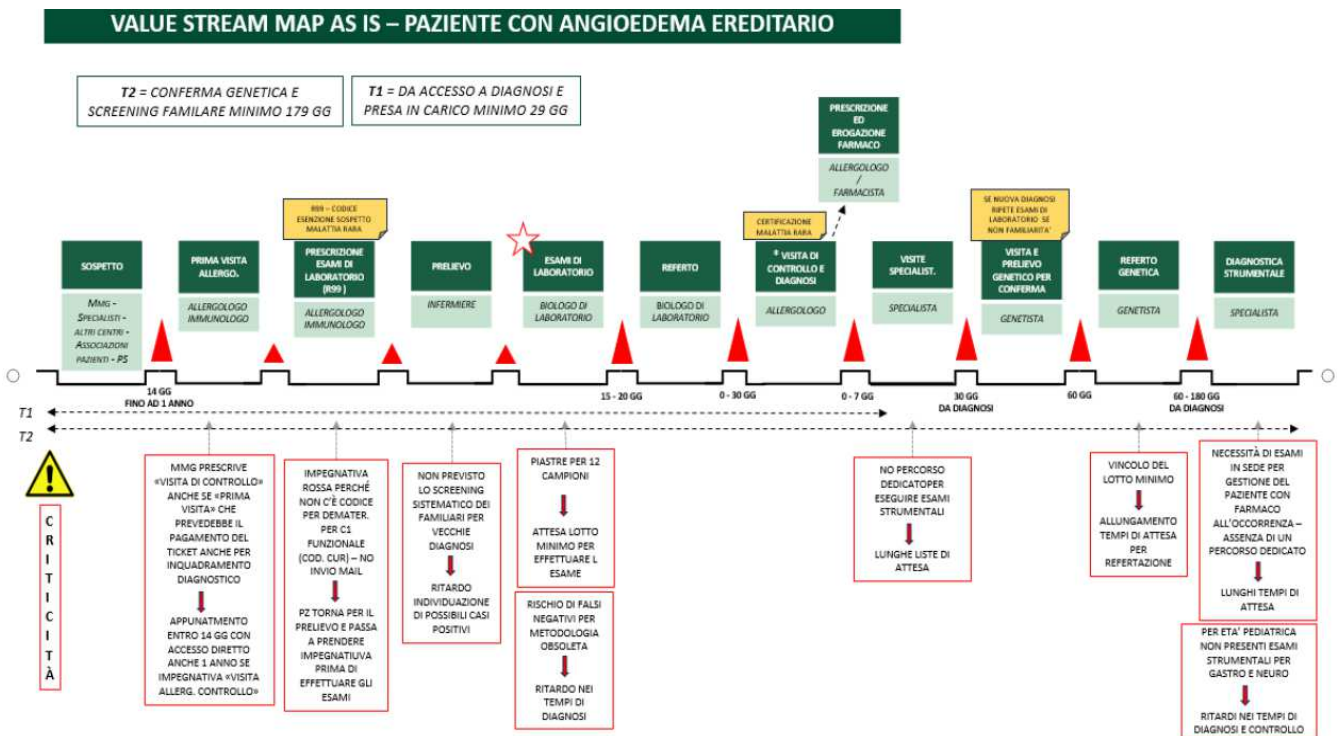 VALUE STREAM MAP AS IS – PAZIENTE CON ANGIOEDEMA EREDITARIO
T2 = CONFERMA GENETICA E
SCREENING FAMILARE MINIMO 179 GG
T1 = DA ACCESSO A DIAGNOSI E
PRESA IN CARICO MINIMO 29 GG
PRESCRIZIONE
ED
EROGAZIONE
FARMACO
ALLERGOLOGO
/
FARMACISTA
R99 – CODICE
ESENZIONE SOSPETTO
MALATTIA RARA
CERTIFICAZIONE
MALATTIA RARA
SE NUOVA DIAGNOSI
RIPETE ESAMI DI
LABORATORIO SE
NON FAMILIARITA'
SOSPETTO
MMG -
SPECIALISTI -
ALTRI CENTRI -
ASSOCIAZIONI
PAZIENTI - PS
PRIMA VISITA
ALLERGO.
ALLERGOLOGO
IMMUNOLOGO
PRESCRIZIONE
ESAMI DI
LABORATORIO
(R99 )
ALLERGOLOGO
IMMUNOLOGO
PRELIEVO
INFERMIERE
ESAMI DI
LABORATORIO
BIOLOGO DI
LABORATORIO
REFERTO
BIOLOGO DI
LABORATORIO
* VISITA DI
CONTROLLO E
DIAGNOSI
ALLERGOLOGO
VISITE
SPECIALIST.
SPECIALISTA
VISITA E
PRELIEVO
GENETICO PER
CONFERMA
GENETISTA
REFERTO
GENETICA
GENETISTA
DIAGNOSTICA
STRUMENTALE
SPECIALISTA
14 GG
FINO AD 1 ANNO
15 - 20 GG
0 - 30 GG
0 - 7 GG
30 GG
DA DIAGNOSI
60 GG
60 - 180 GG
DA DIAGNOSI
T1
T2
CRITICITÀ
MMG PRESCRIVE
«VISITA DI CONTROLLO»
ANCHE SE «PRIMA
VISITA» CHE
PREVEDEBBE IL
PAGAMENTO DEL
TICKET ANCHE PER
INQUADRAMENTO
DIAGNOSTICO
APPUNATMENTO
ENTRO 14 GG CON
ACCESSO DIRETTO
ANCHE 1 ANNO SE
IMPEGNATIVA «VISITA
ALLERG. CONTROLLO»
IMPEGNATIVA
ROSSA PERCHÉ
NON C'È CODICE
PER DEMATER.
PER C1
FUNZIONALE
(COD. CUR) – NO
INVIO MAIL
PZ TORNA PER IL
PRELIEVO E PASSA
A PRENDERE
IMPEGNATIUVA
PRIMA DI
EFFETTUARE GLI
ESAMI
NON PREVISTO
LO SCREENING
SISTEMATICO DEI
FAMILIARI PER
VECCHIE
DIAGNOSI
RITARDO
INDIVIDUAZIONE
DI POSSIBILI CASI
POSITIVI
PIASTRE PER 12
CAMPIONI
ATTESA LOTTO
MINIMO PER
EFFETTUARE L
ESAME
RISCHIO DI FALSI
NEGATIVI PER
METODOLOGIA
OBSOLETA
RITARDO NEI
TEMPI DI
DIAGNOSI
NO PERCORSO
DEDICATOPER
ESEGUIRE ESAMI
STRUMENTALI
LUNGHE LISTE DI
ATTESA
VINCOLO DEL
LOTTO MINIMO
ALLUNGAMENTO
TEMPI DI ATTESA
PER
REFERTAZIONE
NECESSITÀ DI ESAMI
IN SEDE PER
GESTIONE DEL
PAZIENTE CON
FARMACO
ALL'OCCORRENZA –
ASSENZA DI UN
PERCORSO DEDICATO
LUNGHI TEMPI DI
ATTESA
PER ETA' PEDIATRICA
NON PRESENTI ESAMI
STRUMENTALI PER
GASTRO E NEURO
RITARDI NEI TEMPI DI
DIAGNOSI E CONTROLLO